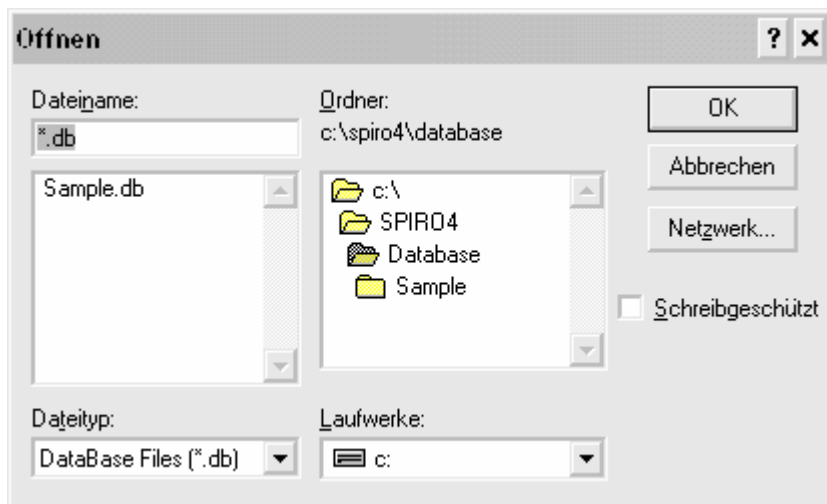 Öffnen
? ×
Dateiname:
*.db
Sample.db
Dateityp:
DataBase Files (*.db)
Ordner:
c:\spiro4\database
c:\
SPIRO4
Database
Sample
Laufwerke:
c:
OK
Abbrechen
Netzwerk...
Schreibgeschützt